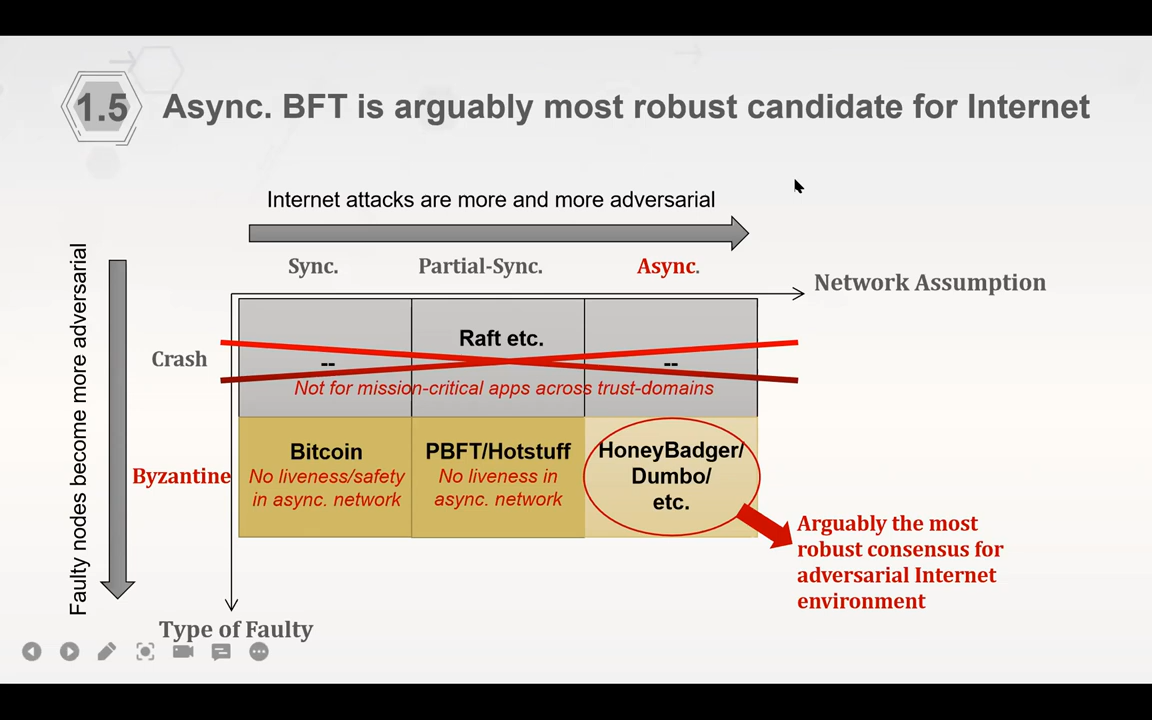 1.5
Async. BFT is arguably most robust candidate for Internet
Internet attacks are more and more adversarial
Sync.
Partial-Sync.
Async.
Network Assumption
Faulty nodes become more adversarial
Crash
Raft etc.
--
--
Not for mission-critical apps across trust-domains
Byzantine
Bitcoin
No liveness/safety
in async. network
PBFT/Hotstuff
No liveness in
async. network
HoneyBadger/
Dumbo/
etc.
Arguably the most
robust consensus for
adversarial Internet
environment
Type of Faulty